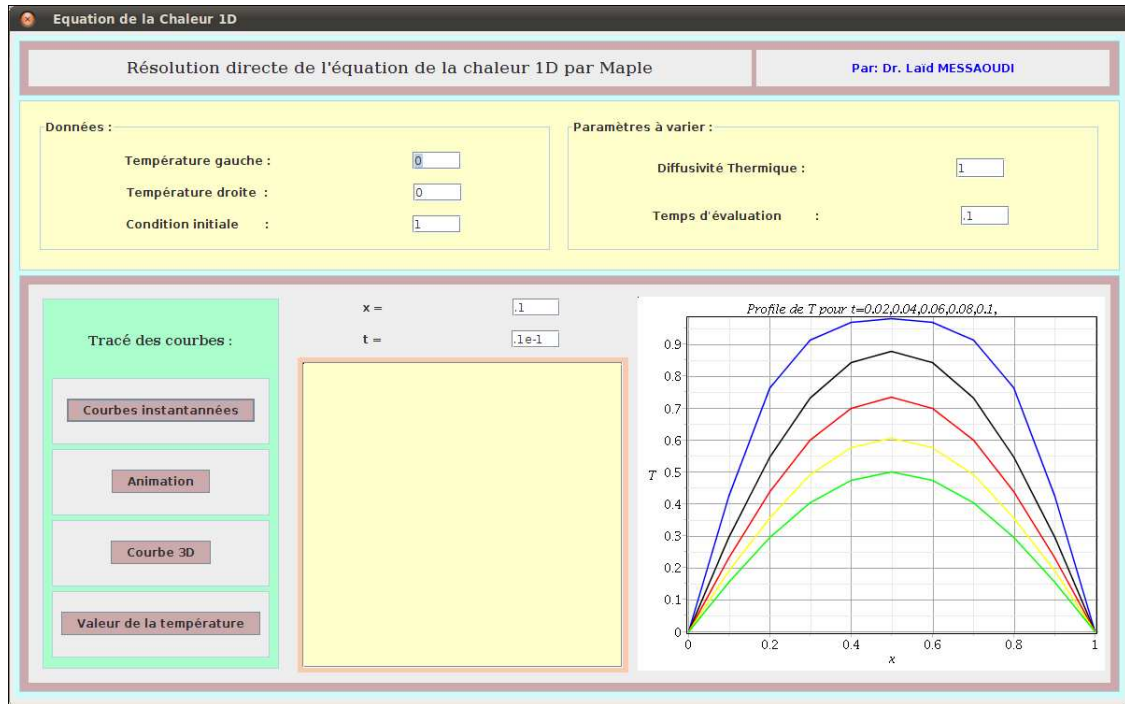 Equation de la Chaleur 1D
Résolution directe de l'équation de la chaleur 1D par Maple
Par: Dr. Laïd MESSAOUDI
Données :
Température gauche :
0
Température droite :
0
Condition initiale :
1
Paramètres à varier :
Diffusivité Thermique :
1
Temps d'évaluation :
.1
Tracé des courbes :
Courbes instantannées
Animation
Courbe 3D
Valeur de la température
x =
.1
t =
.1e-1
Profile de T pour t=0.02,0.04,0.06,0.08,0.1,
0.9
0.8
0.7
0.6
T 0.5
0.4
0.3
0.2
0.1
0
0 0.2 0.4 0.6 0.8 1
x